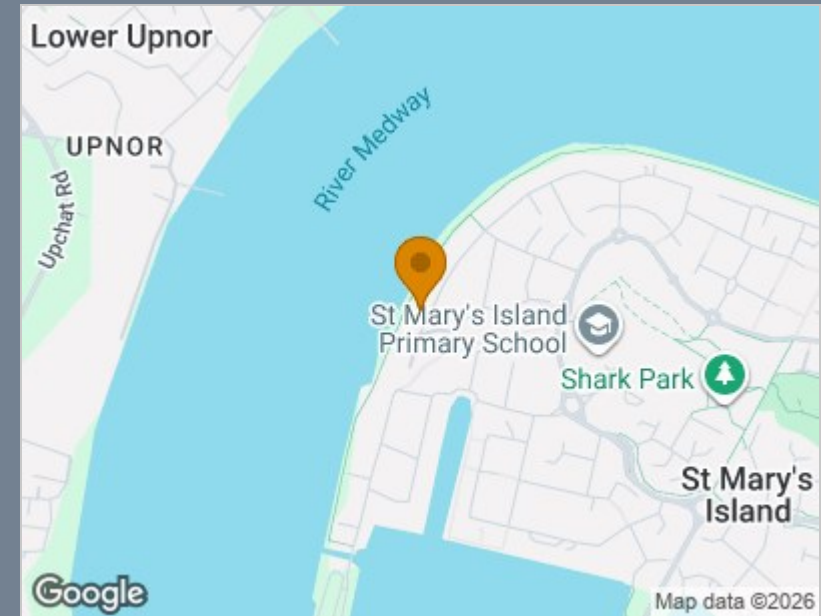 Lower Upnor
UPNOR
River Medway
Upchat Rd
St Mary's Island
Primary School
Shark Park
St Mary's
Island
Google
Map data ©2026